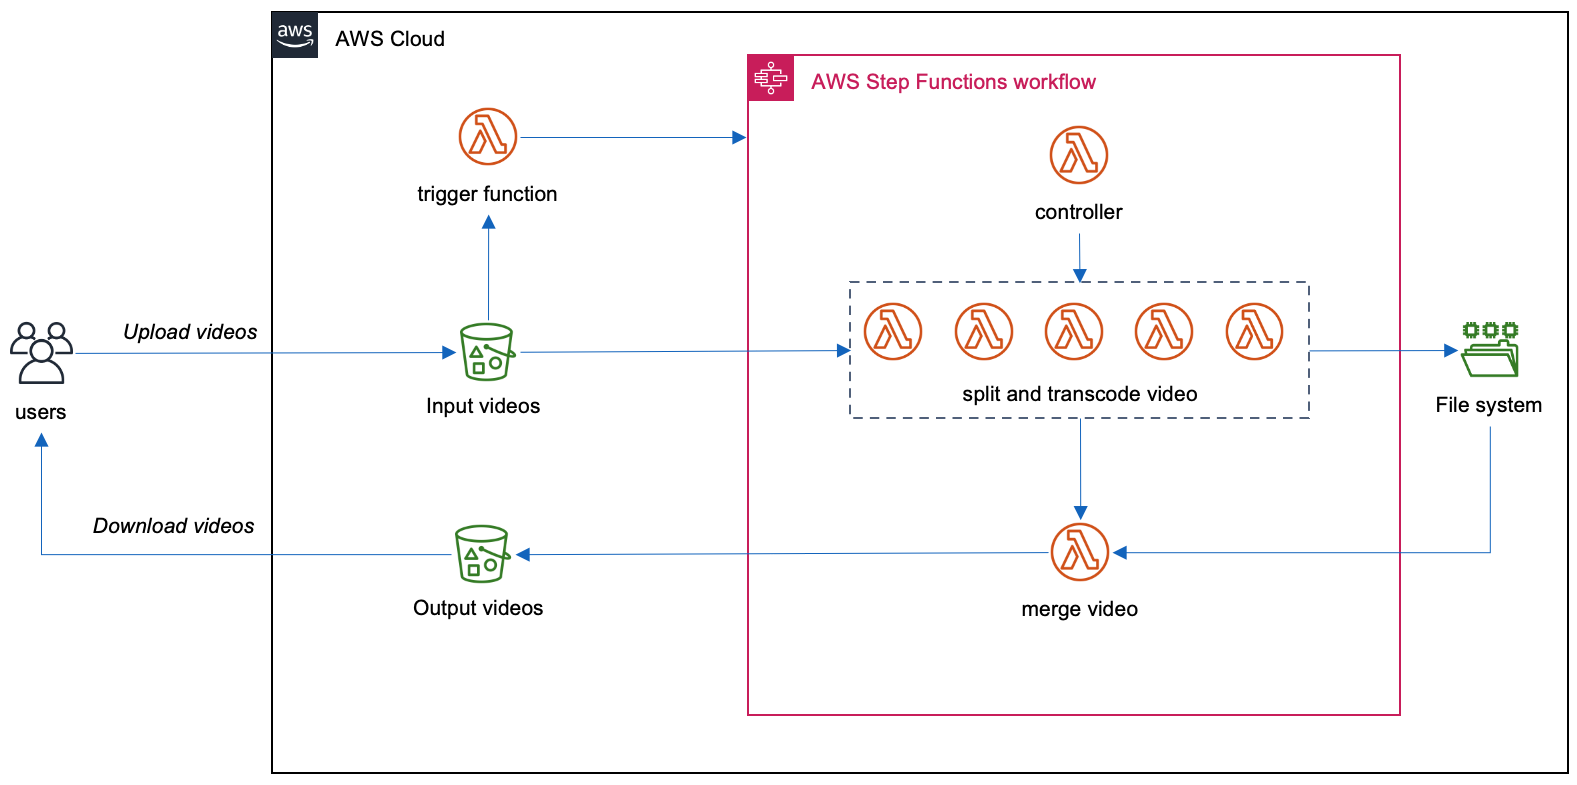 aws
AWS Cloud
AWS Step Functions workflow
trigger function
controller
Upload videos
users
Input videos
split and transcode video
File system
Download videos
Output videos
merge video